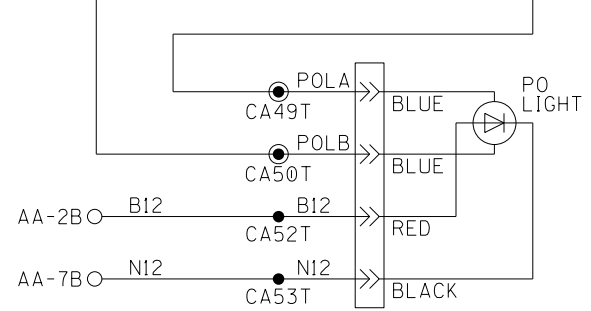 POLA
PO
LIGHT
CA49T
BLUE
POLB
CA50T
BLUE
AA-2B
B12
B12
CA52T
RED
AA-7B
N12
N12
CA53T
BLACK